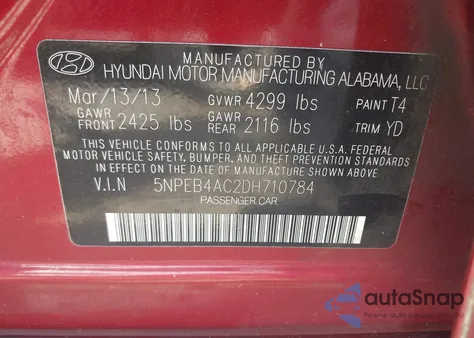 MANUFACTURED BY
HYUNDAI MOTOR MANUFACTURING ALABAMA, LLC
Mar/13/13 GVWR 4299 lbs PAINT T4
GAWR FRONT 2425 lbs GAWR REAR 2116 lbs TRIM YD
THIS VEHICLE CONFORMS TO ALL APPLICABLE U.S.A. FEDERAL
MOTOR VEHICLE SAFETY, BUMPER, AND THEFT PREVENTION STANDARDS
IN EFFECT ON THE DATE OF MANUFACTURE SHOWN ABOVE.
V.I.N 5NPEB4AC2DH710784
PASSENGER CAR
autoSnap